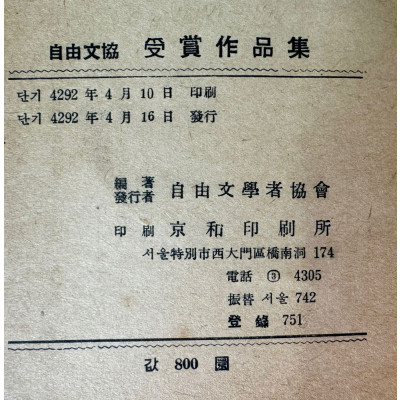 自由文協 受賞作品集
단기 4292 年 4 月 10 日 印刷
단기 4292 年 4 月 16 日 發行
編著
發行者 自由文學者協會
印刷 京和印刷所
서울特別市西大門區橋南洞 174
電話 ③ 4305
振替 서울 742
登錄 751
값 800 圜